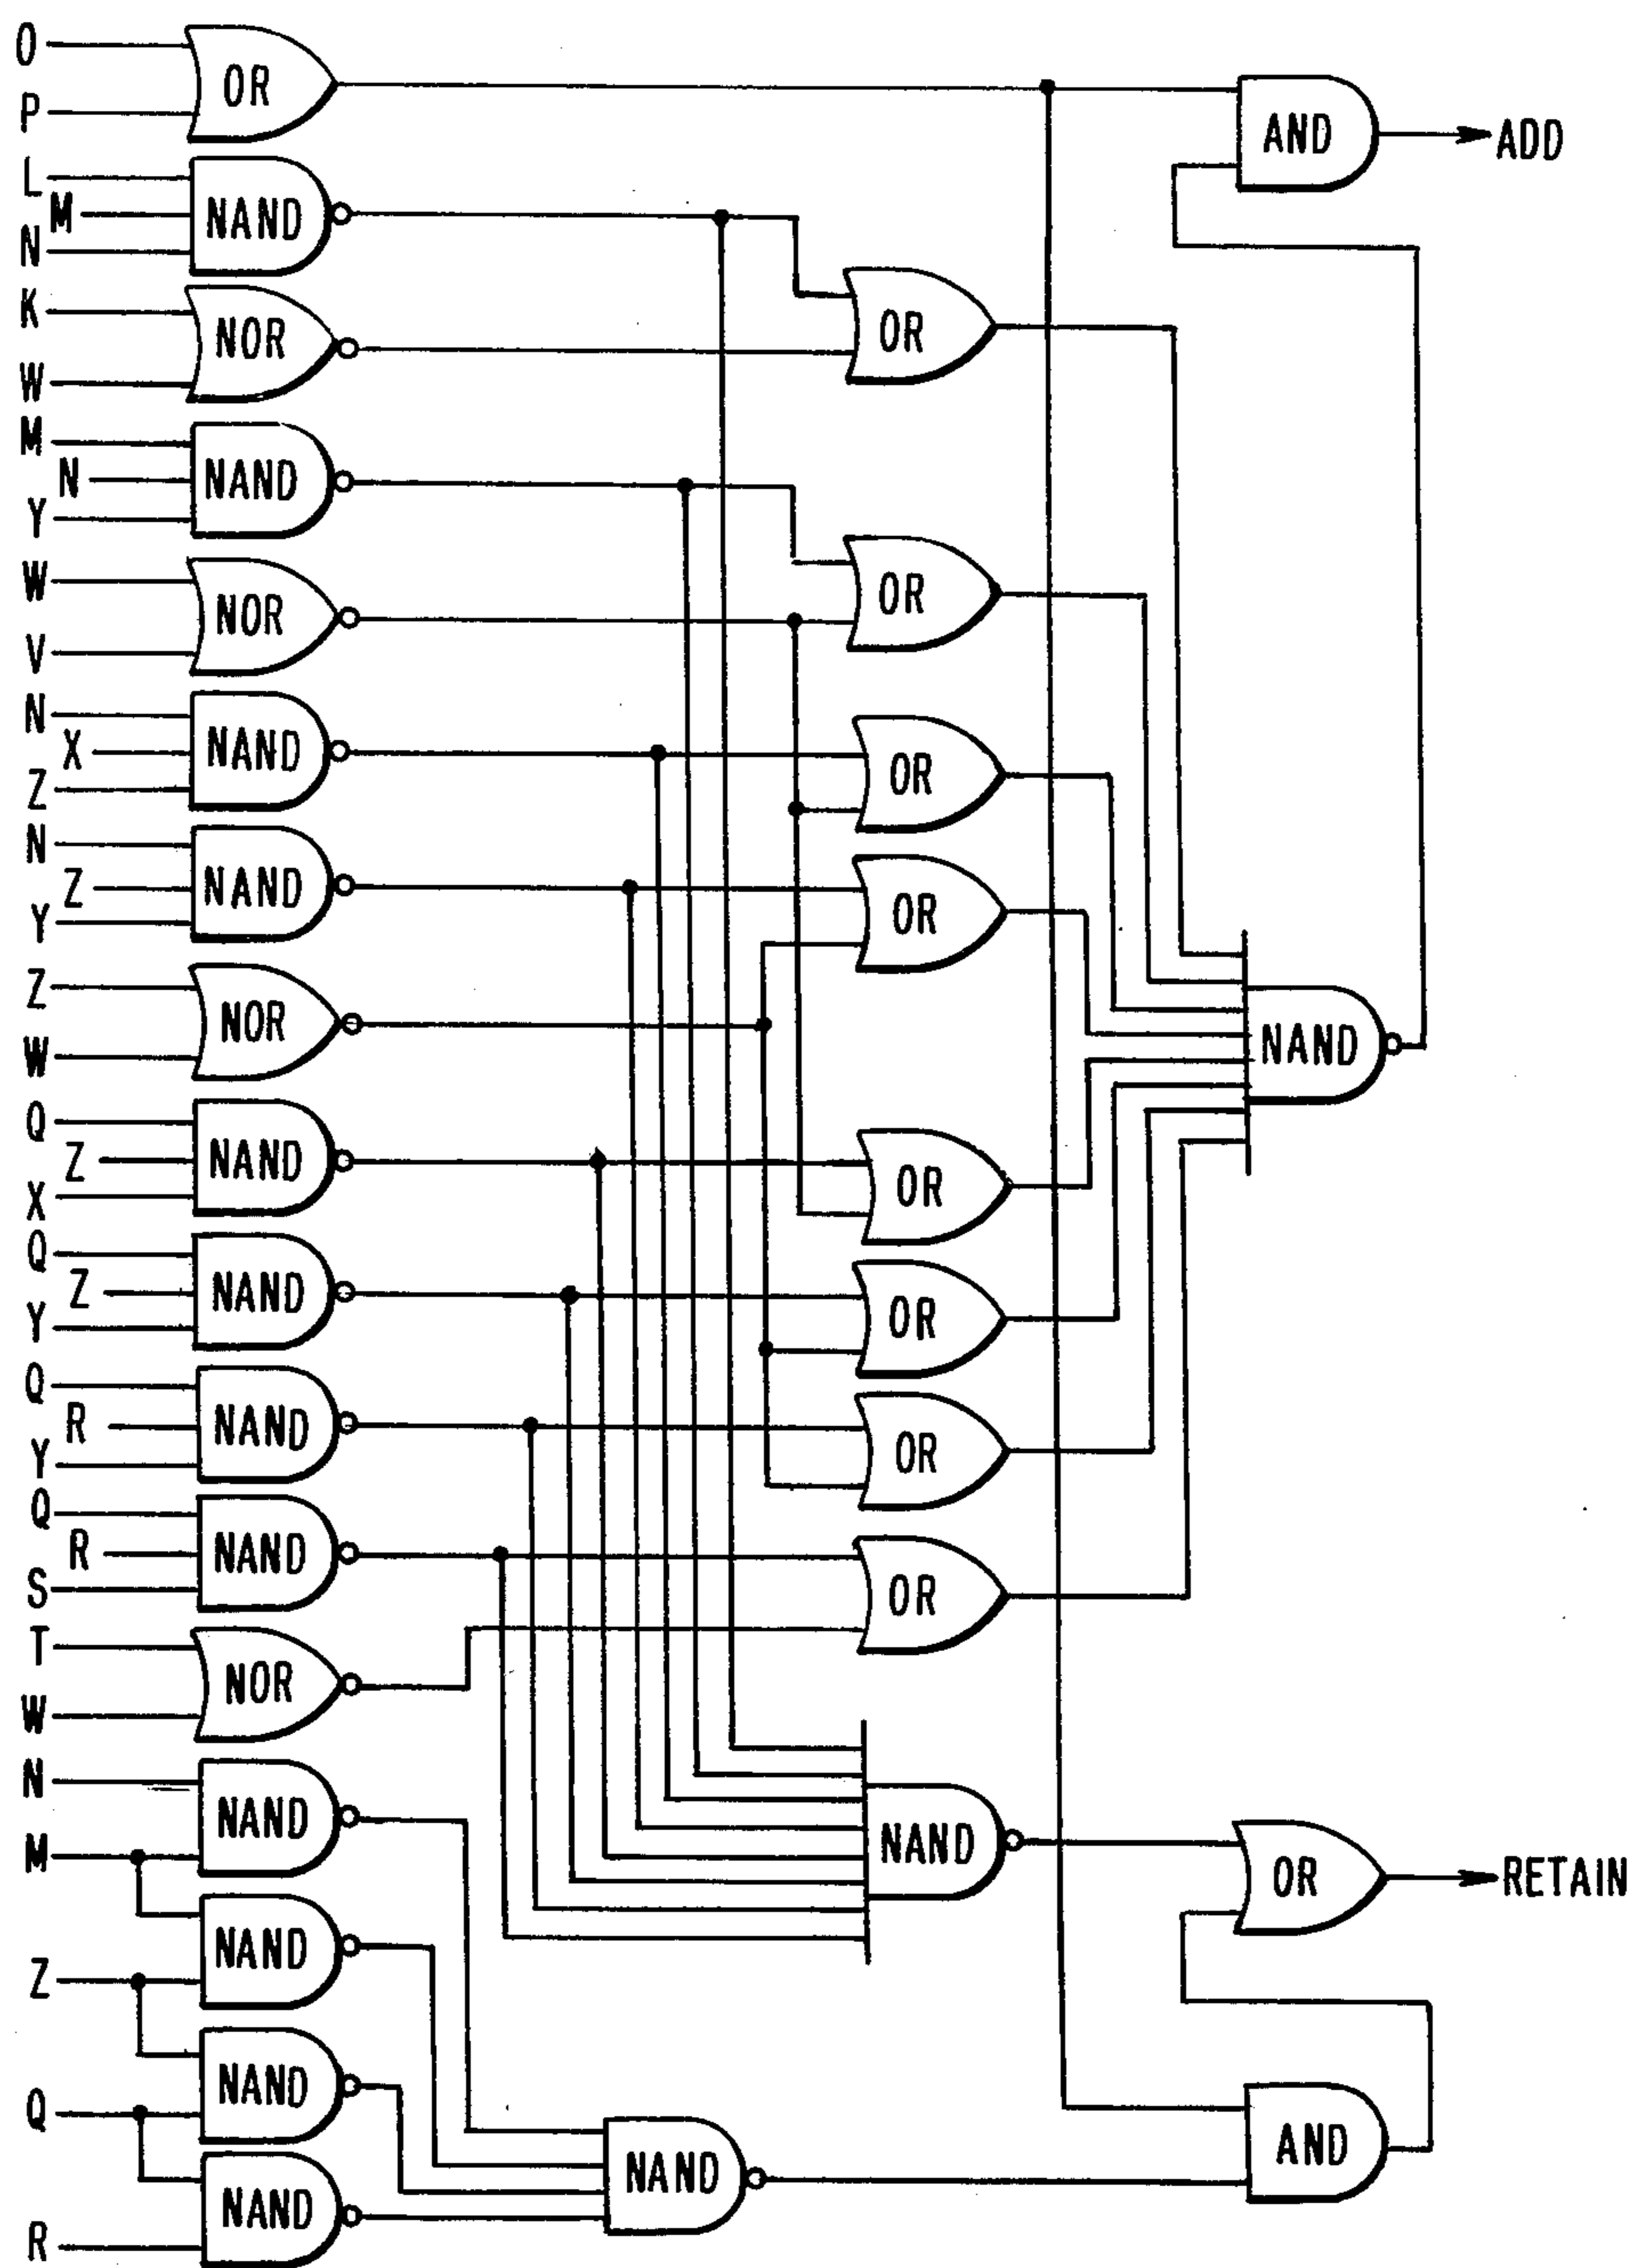 O
OR
P
AND
ADD
L
M
NAND
N
K
NOR
OR
W
M
N
NAND
Y
W
NOR
OR
V
N
X
NAND
OR
Z
N
Z
NAND
OR
Y
Z
NOR
NAND
W
Q
Z
NAND
OR
X
Q
Z
NAND
OR
Y
Q
R
NAND
OR
Y
Q
R
NAND
OR
S
T
NOR
W
N
NAND
NAND
M
OR
RETAIN
NAND
Z
NAND
Q
AND
NAND
NAND
R